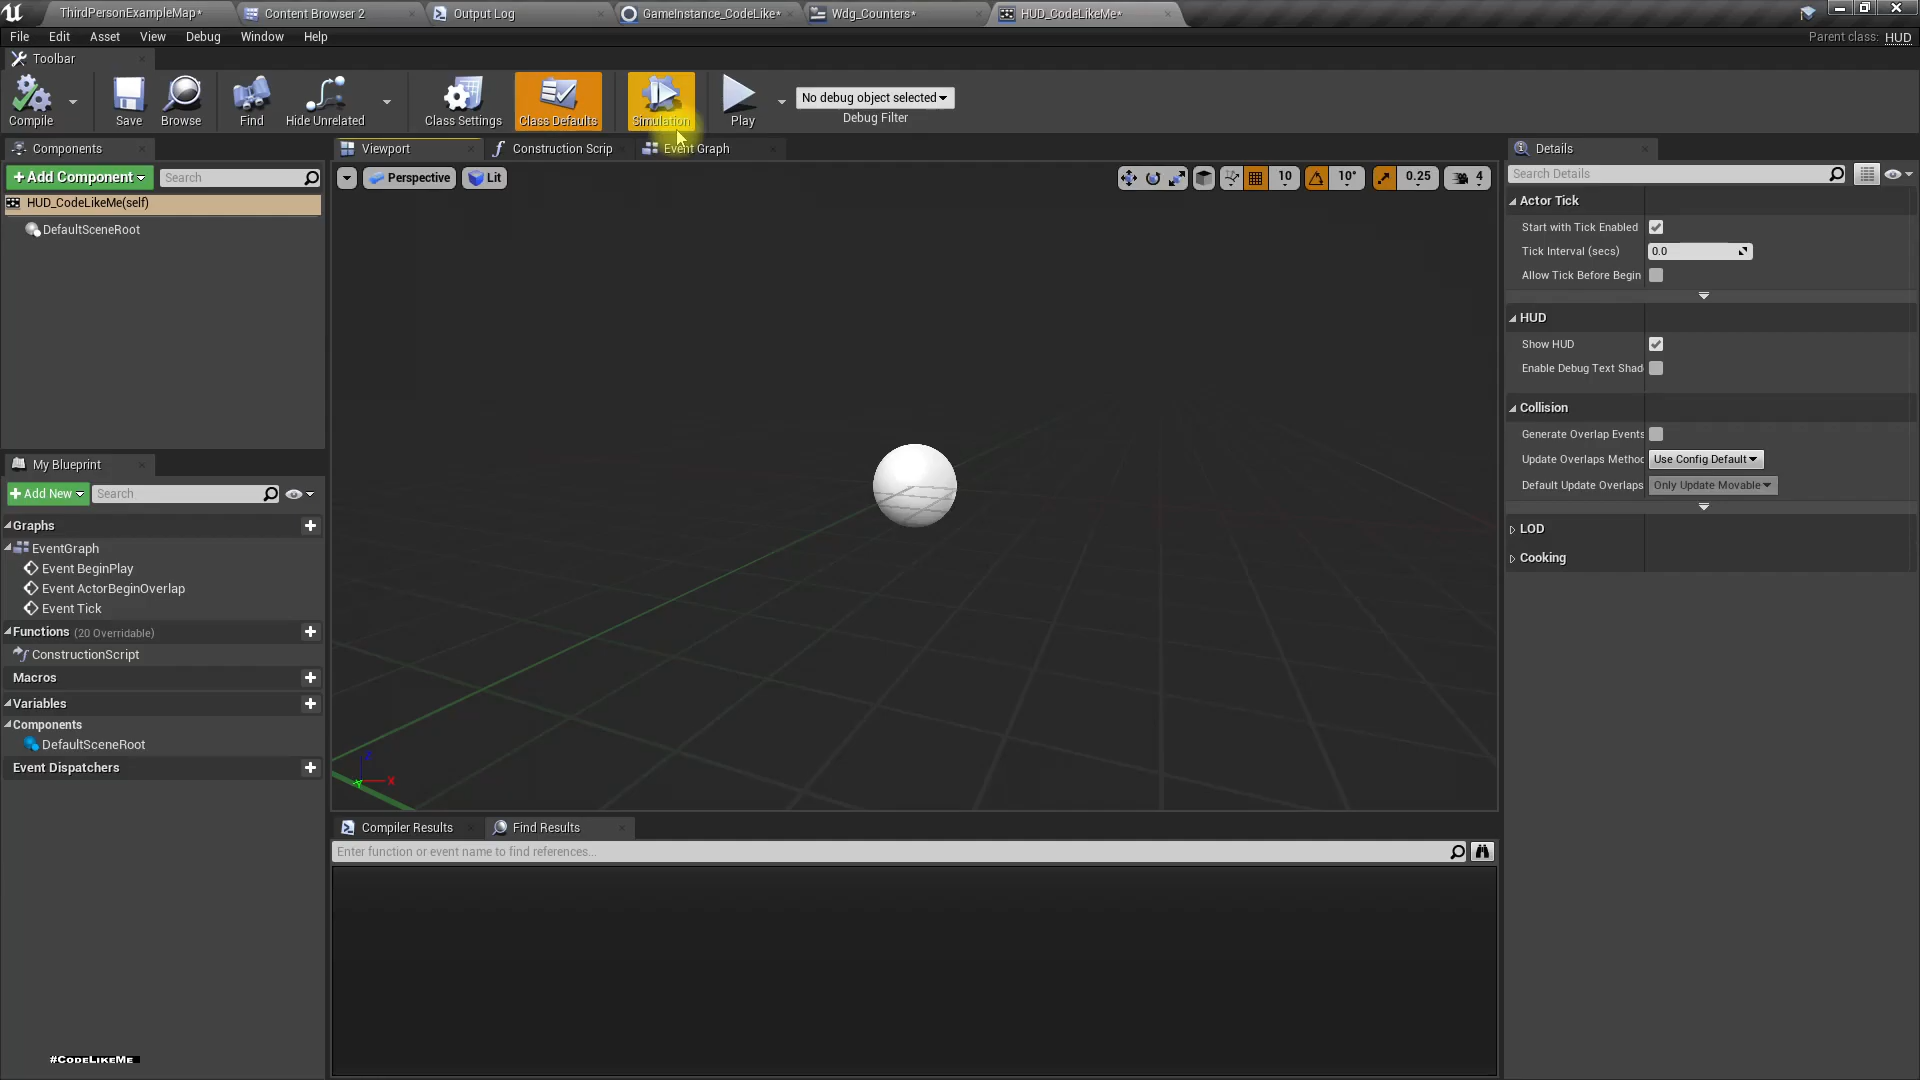 ThirdPersonExampleMap*
Content Browser 2
Output Log
GameInstance_CodeLike*
Wdg_Counters*
HUD_CodeLikeMe*
File Edit Asset View Debug Window Help
Parent class: HUD
Toolbar
Compile
Save
Browse
Find
Hide Unrelated
Class Settings
Class Defaults
Simulation
Play
No debug object selected
Debug Filter
Components
Add Component
Search
HUD_CodeLikeMe(self)
DefaultSceneRoot
Viewport
Construction Scrip
Event Graph
Perspective
Lit
10
10°
0.25
4
X
My Blueprint
Add New
Search
Graphs
EventGraph
Event BeginPlay
Event ActorBeginOverlap
Event Tick
Functions (20 Overridable)
ConstructionScript
Macros
Variables
Components
DefaultSceneRoot
Event Dispatchers
Compiler Results
Find Results
Enter function or event name to find references...
Details
Search Details
Actor Tick
Start with Tick Enabled
Tick Interval (secs) 0.0
Allow Tick Before Begin
HUD
Show HUD
Enable Debug Text Shad
Collision
Generate Overlap Events
Update Overlaps Method Use Config Default
Default Update Overlaps Only Update Movable
LOD
Cooking
#CodeLikeMe